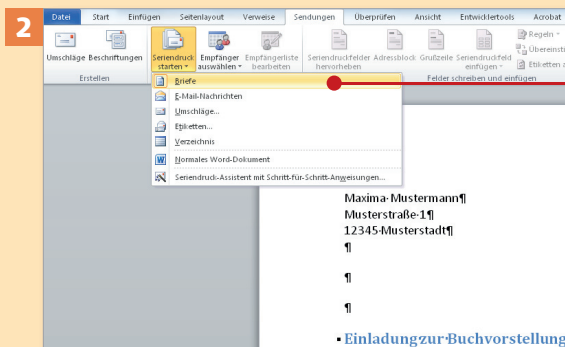 2
Datei Start Einfügen Seitenlayout Verweise Sendungen Überprüfen Ansicht Entwicklertools Acrobat
Umschläge Beschriftungen
Erstellen
Seriendruck starten
Empfänger auswählen
Empfängerliste bearbeiten
Seriendruckfelder hervorheben
Adressblock
Grußzeile
Seriendruckfeld einfügen
Regeln
Übereinsti
Etiketten a
Felder schreiben und einfügen
Briefe
E-Mail-Nachrichten
Umschläge...
Etiketten...
Verzeichnis
Normales Word-Dokument
Seriendruck-Assistent mit Schritt-für-Schritt-Anweisungen...
Maxima·Mustermann¶
Musterstraße·1¶
12345·Musterstadt¶
¶
¶
¶
Einladung·zur·Buchvorstellung